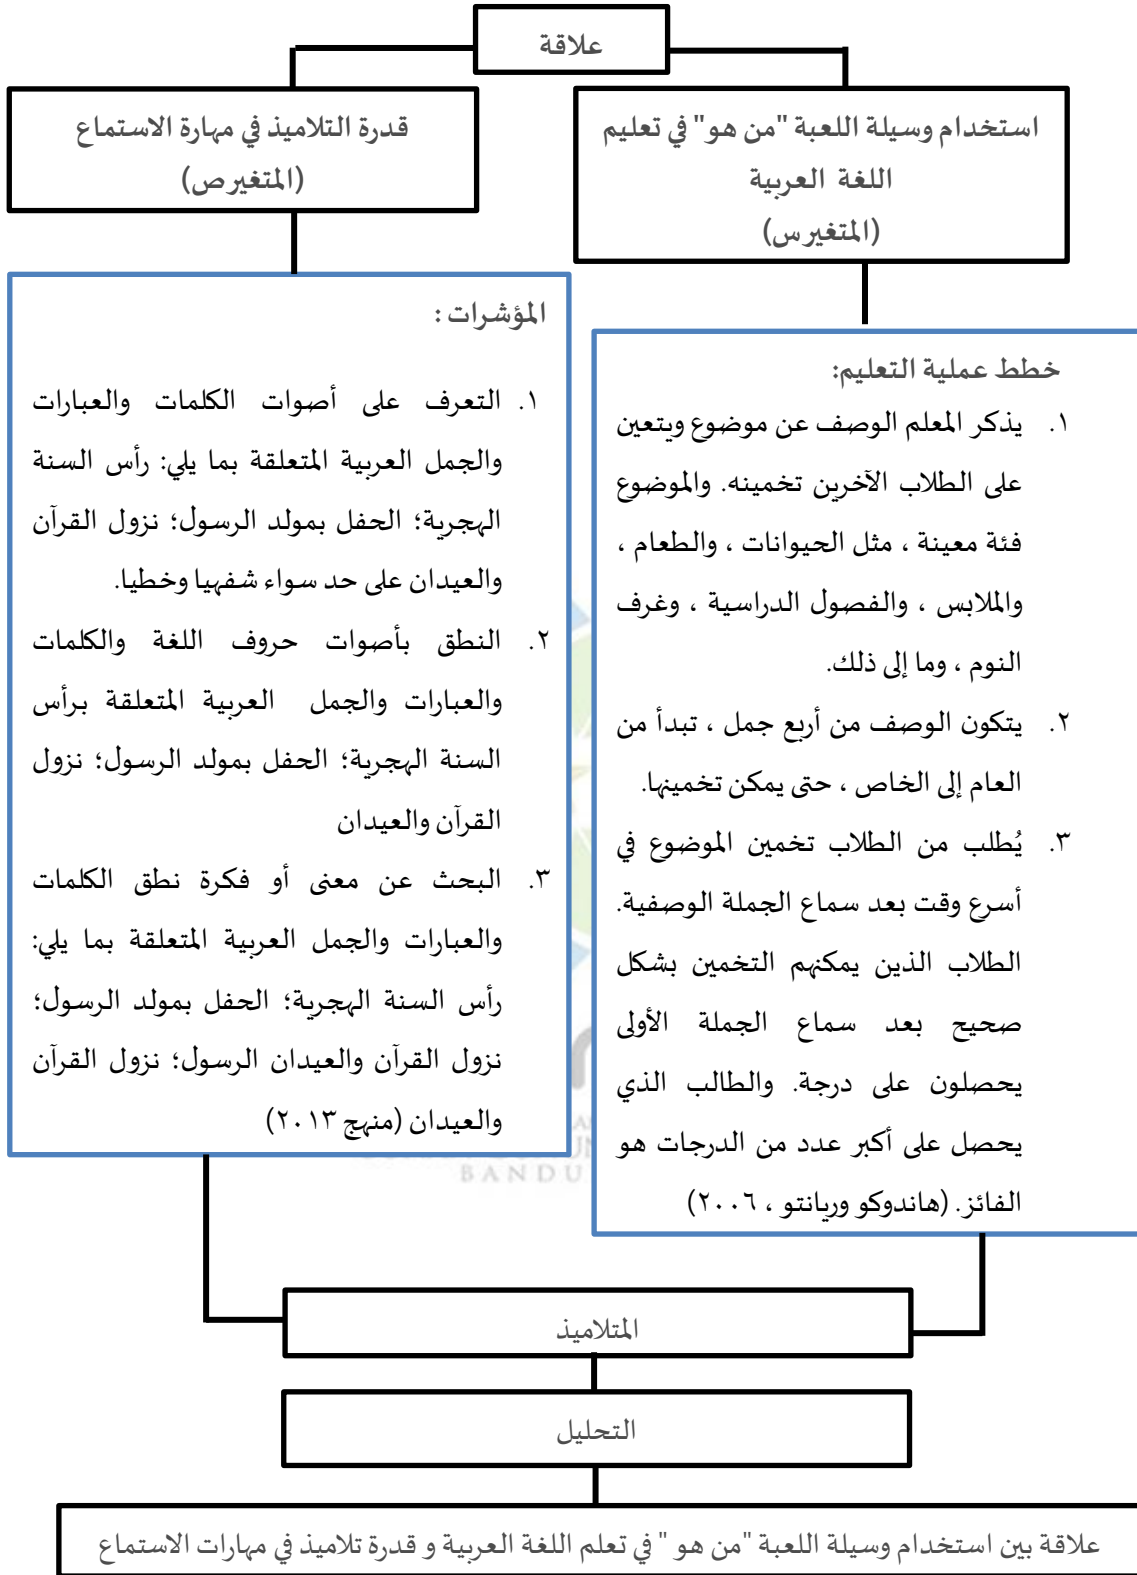 علاقة
استخدام وسيلة اللعبة "من هو" في تعليم
اللغة العربية
(المتغير س)
قدرة التلاميذ في مهارة الاستماع
(المتغير ص)
خطط عملية التعليم:
١. يذكر المعلم الوصف عن موضوع ويتعين
على الطلاب الآخرين تخمينه. والموضوع
فئة معينة ، مثل الحيوانات ، والطعام ،
والملابس ، والفصول الدراسية ، وغرف
النوم ، وما إلى ذلك.
٢. يتكون الوصف من أربع جمل ، تبدأ من
العام إلى الخاص ، حتى يمكن تخمينها.
٣. يُطلب من الطلاب تخمين الموضوع في
أسرع وقت بعد سماع الجملة الوصفية.
الطلاب الذين يمكنهم التخمين بشكل
صحيح بعد سماع الجملة الأولى
يحصلون على درجة. والطالب الذي
يحصل على أكبر عدد من الدرجات هو
الفائز. (هاندوكو وريانتو ، ٢٠٠٦)
المؤشرات :
١. التعرف على أصوات الكلمات والعبارات
والجمل العربية المتعلقة بما يلي: رأس السنة
الهجرية؛ الحفل بمولد الرسول؛ نزول القرآن
والعيدان على حد سواء شفهيا وخطيا.
٢. النطق بأصوات حروف اللغة والكلمات
والعبارات والجمل العربية المتعلقة برأس
السنة الهجرية؛ الحفل بمولد الرسول؛ نزول
القرآن والعيدان
٣. البحث عن معنى أو فكرة نطق الكلمات
والعبارات والجمل العربية المتعلقة بما يلي:
رأس السنة الهجرية؛ الحفل بمولد الرسول؛
نزول القرآن والعيدان الرسول؛ نزول القرآن
والعيدان (منهج ٢٠١٣)
المتلاميذ
التحليل
علاقة بين استخدام وسيلة اللعبة "من هو" في تعلم اللغة العربية و قدرة تلاميذ في مهارات الاستماع